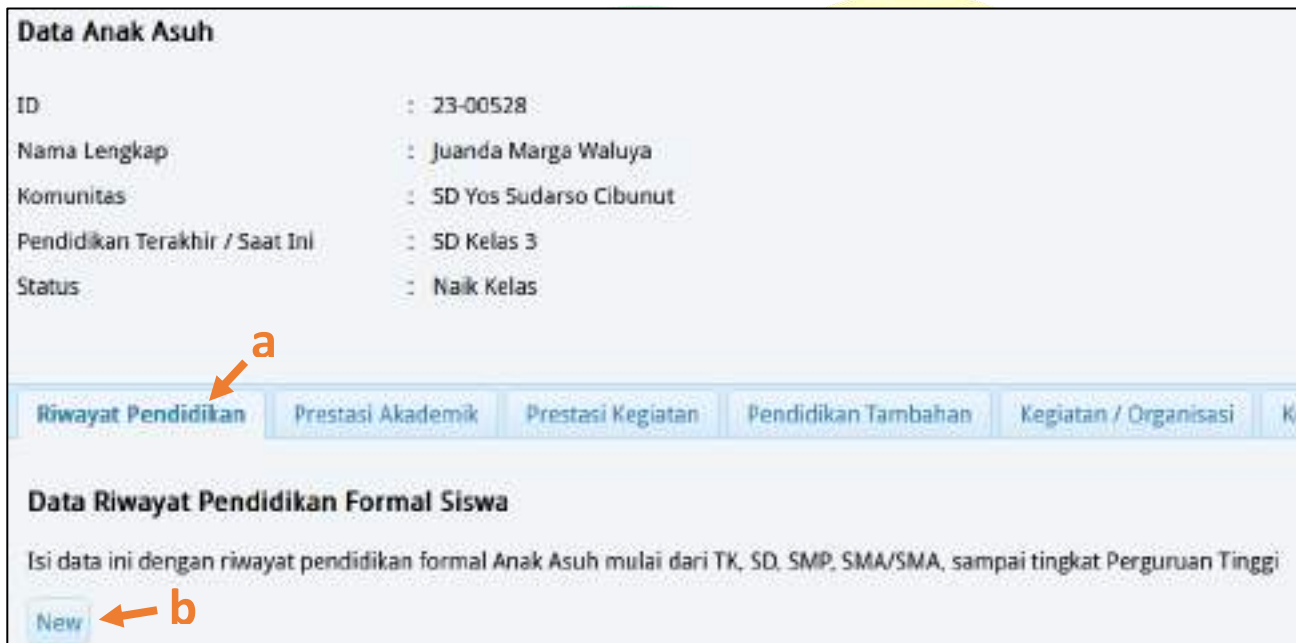 Data Anak Asuh
ID : 23-00528
Nama Lengkap : Juanda Marga Waluya
Komunitas : SD Yos Sudarso Cibunut
Pendidikan Terakhir / Saat Ini : SD Kelas 3
Status : Naik Kelas
a
Riwayat Pendidikan Prestasi Akademik Prestasi Kegiatan Pendidikan Tambahan Kegiatan / Organisasi
Data Riwayat Pendidikan Formal Siswa
Isi data ini dengan riwayat pendidikan formal Anak Asuh mulai dari TK, SD, SMP, SMA/SMA, sampai tingkat Perguruan Tinggi
New b